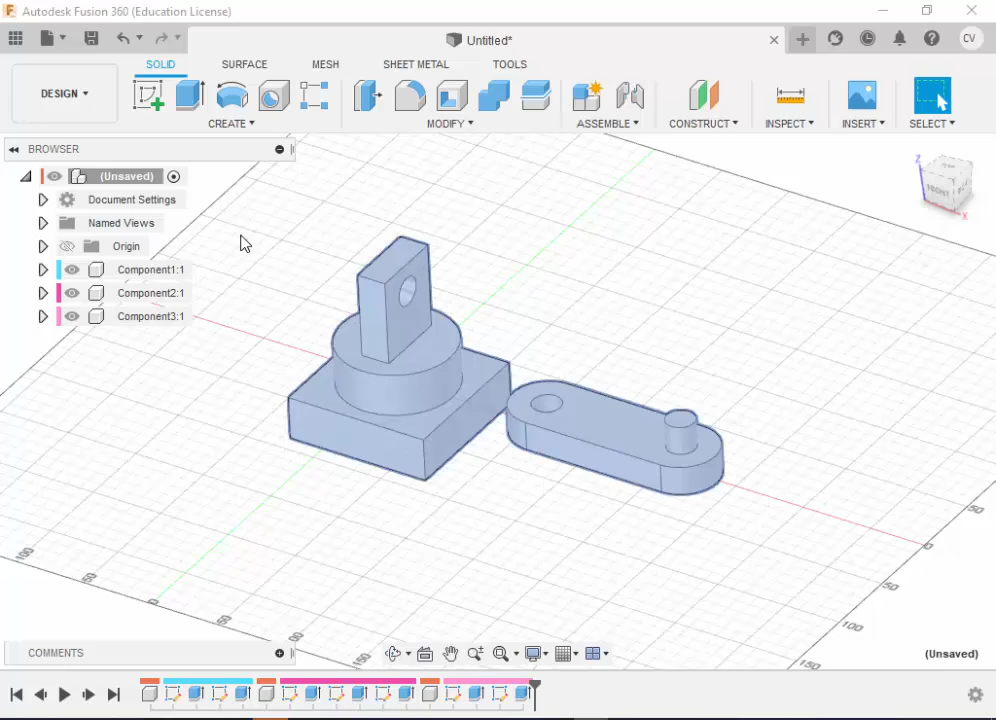 Autodesk Fusion 360 (Education License)
Untitled*
CV
DESIGN
SOLID
SURFACE
MESH
SHEET METAL
TOOLS
CREATE
MODIFY
ASSEMBLE
CONSTRUCT
INSPECT
INSERT
SELECT
BROWSER
(Unsaved)
Document Settings
Named Views
Origin
Component1:1
Component2:1
Component3:1
Z
TOP
FRONT
X
100
50
0
50
150
0
50
100
150
COMMENTS
(Unsaved)